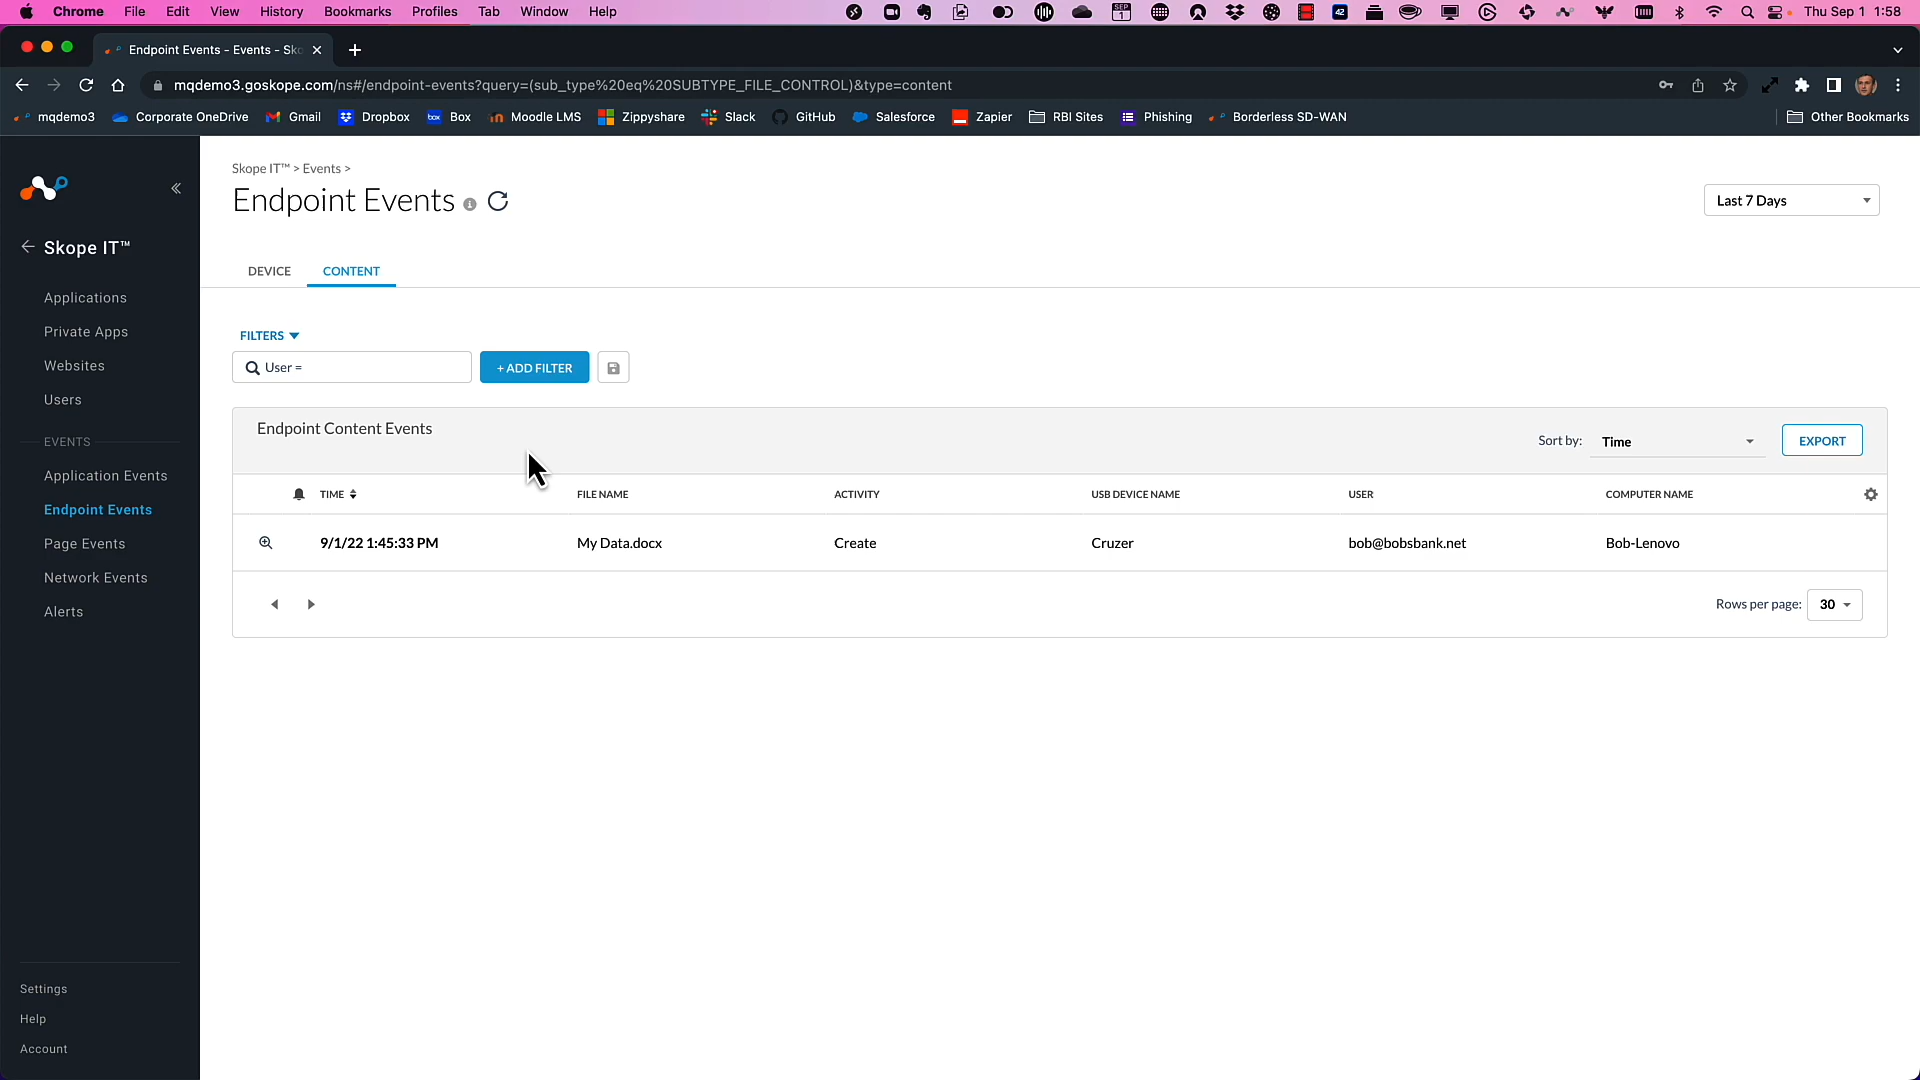 Chrome File Edit View History Bookmarks Profiles Tab Window Help SEP 1 42 Thu Sep 1 1:58
Endpoint Events - Events - Sko
mqdemo3.goskope.com/ns#/endpoint-events?query=(sub_type%20eq%20SUBTYPE_FILE_CONTROL)&type=content
mqdemo3 Corporate OneDrive Gmail Dropbox box Box Moodle LMS Zippyshare Slack GitHub Salesforce Zapier RBI Sites Phishing Borderless SD-WAN Other Bookmarks
Skope IT™
Applications
Private Apps
Websites
Users
EVENTS
Application Events
Endpoint Events
Page Events
Network Events
Alerts
Settings
Help
Account
Skope IT™ > Events >
Endpoint Events
Last 7 Days
DEVICE CONTENT
FILTERS
User =
+ ADD FILTER
Endpoint Content Events
Sort by: Time
EXPORT
TIME FILE NAME ACTIVITY USB DEVICE NAME USER COMPUTER NAME
9/1/22 1:45:33 PM My Data.docx Create Cruzer bob@bobsbank.net Bob-Lenovo
Rows per page: 30